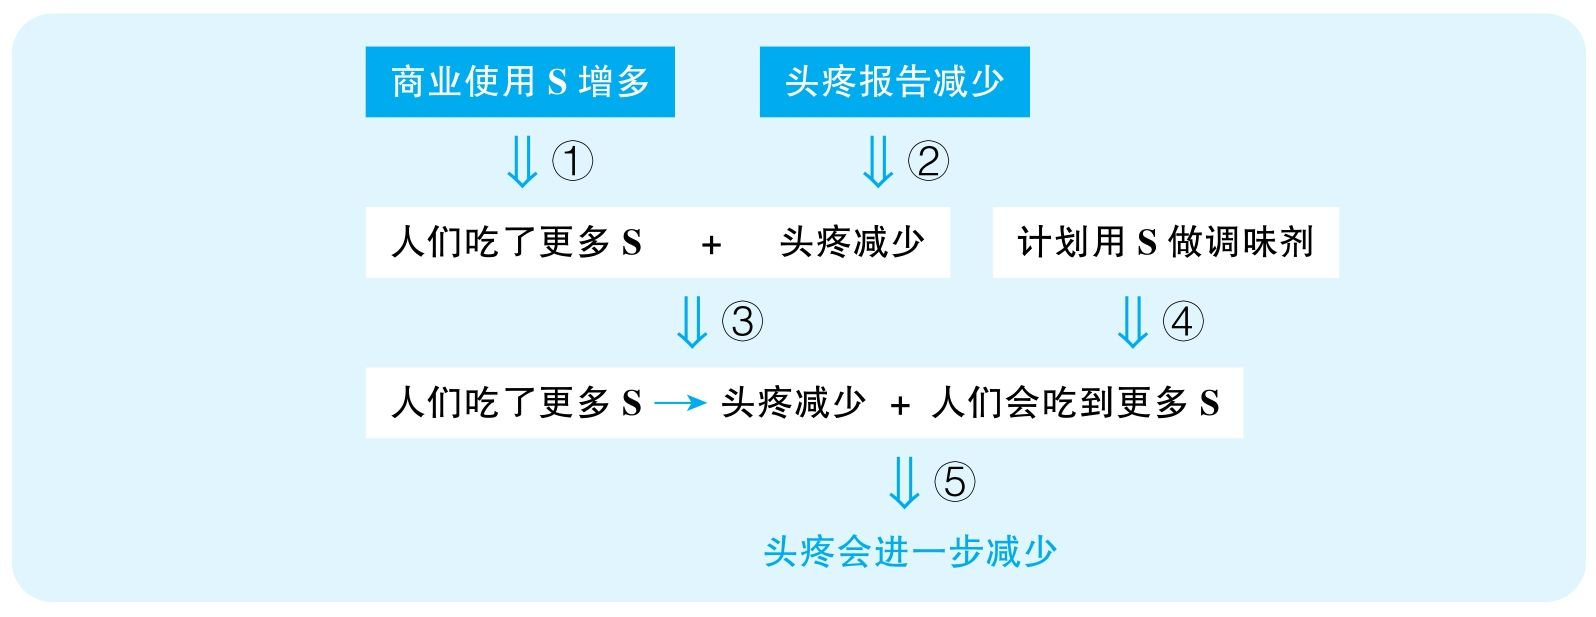 商业使用 S 增多 头疼报告减少
① ②
人们吃了更多 S + 头疼减少 计划用 S 做调味剂
③ ④
人们吃了更多 S → 头疼减少 + 人们会吃到更多 S
⑤
头疼会进一步减少